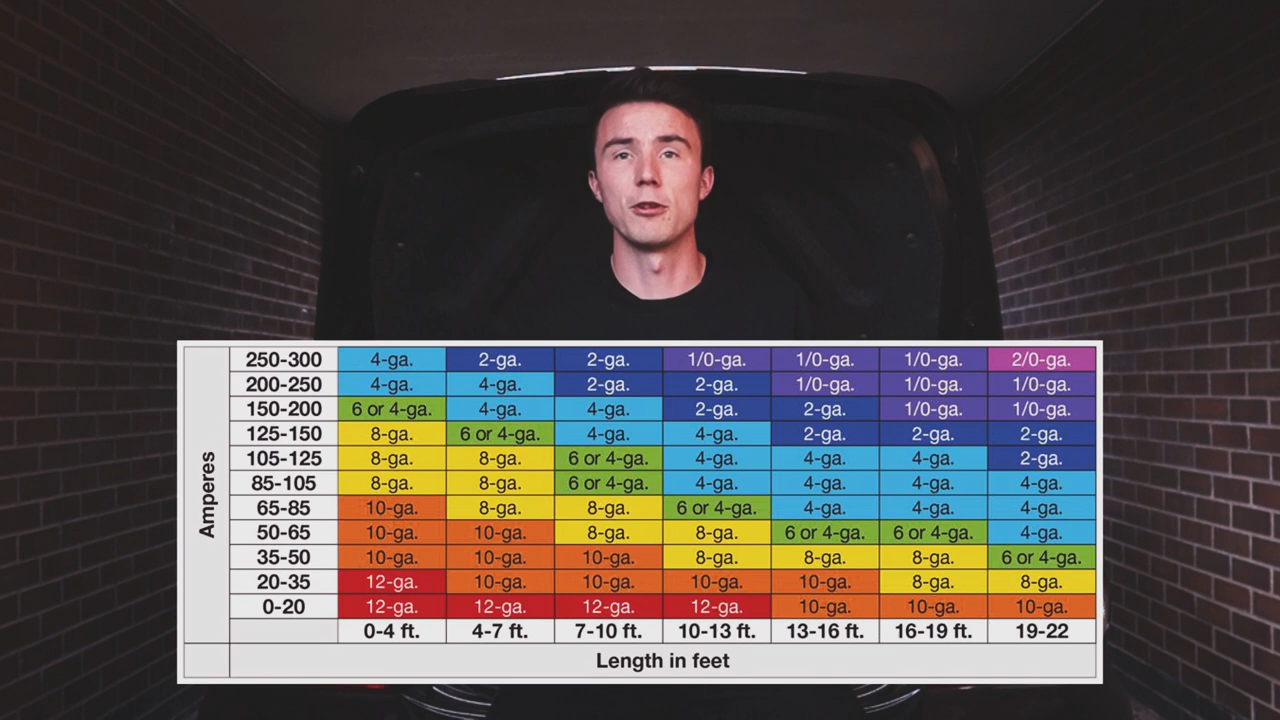 250-300 4-ga. 2-ga. 2-ga. 1/0-ga. 1/0-ga. 1/0-ga. 2/0-ga.
200-250 4-ga. 4-ga. 2-ga. 2-ga. 1/0-ga. 1/0-ga. 1/0-ga.
150-200 6 or 4-ga. 4-ga. 4-ga. 2-ga. 2-ga. 1/0-ga. 1/0-ga.
125-150 8-ga. 6 or 4-ga. 4-ga. 4-ga. 2-ga. 2-ga. 2-ga.
105-125 8-ga. 8-ga. 6 or 4-ga. 4-ga. 4-ga. 4-ga. 2-ga.
85-105 8-ga. 8-ga. 6 or 4-ga. 4-ga. 4-ga. 4-ga. 4-ga.
65-85 10-ga. 8-ga. 8-ga. 6 or 4-ga. 4-ga. 4-ga. 4-ga.
50-65 10-ga. 10-ga. 8-ga. 8-ga. 6 or 4-ga. 6 or 4-ga. 4-ga.
35-50 10-ga. 10-ga. 10-ga. 8-ga. 8-ga. 8-ga. 6 or 4-ga.
20-35 12-ga. 10-ga. 10-ga. 10-ga. 10-ga. 8-ga. 8-ga.
0-20 12-ga. 12-ga. 12-ga. 12-ga. 10-ga. 10-ga. 10-ga.
Amperes
0-4 ft. 4-7 ft. 7-10 ft. 10-13 ft. 13-16 ft. 16-19 ft. 19-22
Length in feet